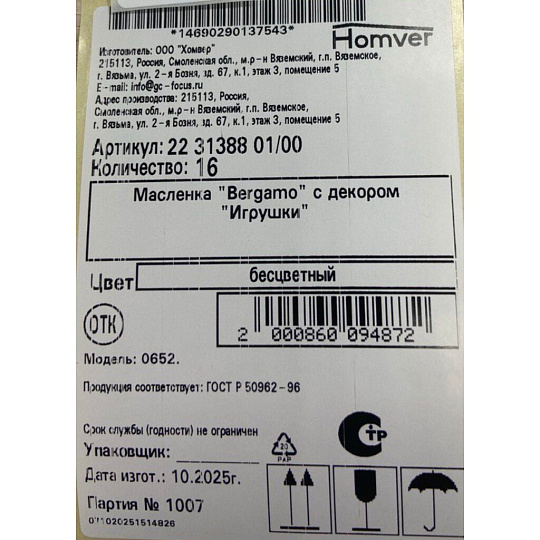 *14690290137543*
Homver
Изготовитель: ООО "Хомвер"
215113, Россия, Смоленская обл., м.р-н Вяземский, г.п. Вяземское,
г. Вязьма, ул. 2-я Бозня, зд. 67, к.1, этаж 3, помещение 5
E-mail: info@gc-focus.ru
Адрес производства: 215113, Россия,
Смоленская обл., м.р-н Вяземский, г.п. Вяземское,
г. Вязьма, ул. 2-я Бозня, зд. 67, к.1, этаж 3, помещение 5
Артикул: 22 31388 01/00
Количество: 16
Масленка "Bergamo" с декором
"Игрушки"
Цвет бесцветный
ОТК
2 000860 094872
Модель: 0652.
Продукция соответствует: ГОСТ Р 50962-96
Срок службы (годности) не ограничен
Упаковщик:
20
PAP
СТР
Дата изгот.: 10.2025г.
Партия № 1007
071020251514826